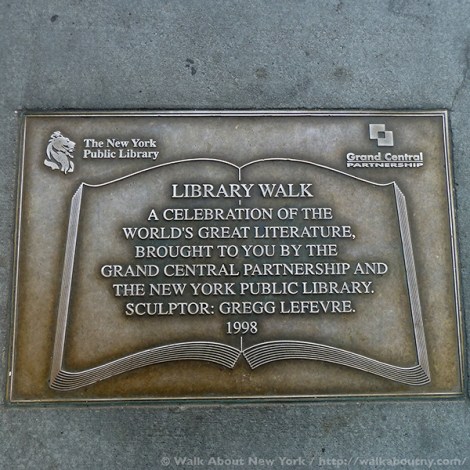 The New York
Public Library
Grand Central
PARTNERSHIP
LIBRARY WALK
A CELEBRATION OF THE
WORLD'S GREAT LITERATURE,
BROUGHT TO YOU BY THE
GRAND CENTRAL PARTNERSHIP AND
THE NEW YORK PUBLIC LIBRARY.
SCULPTOR: GREGG LEFEVRE.
1998
© Walk About New York / http://walkaboutny.com/